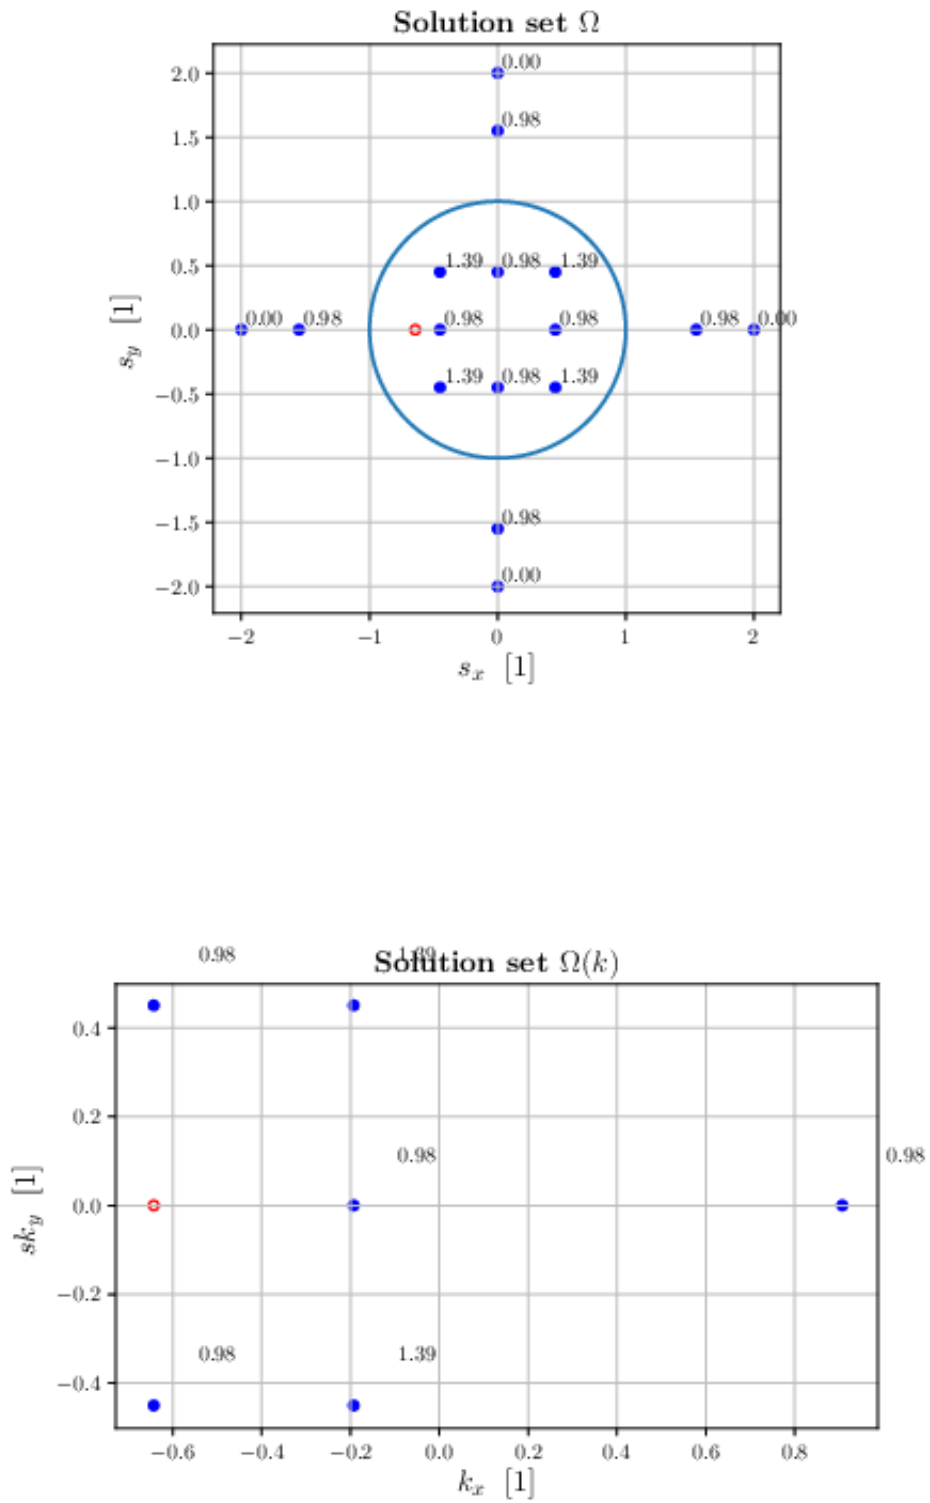 Solution set Ω
0.00
2.0
0.98
1.5
1.0
1.39 0.98 1.39
0.5
0.00 0.98 0.98 0.98 0.98 0.00
0.0
s_y [1]
1.39 0.98 1.39
−0.5
−1.0
0.98
−1.5
0.00
−2.0
−2 −1 0 1 2
s_x [1]
0.98 1.39
Solution set Ω(k)
0.4
0.2
0.98 0.98
0.0
sk_y [1]
−0.2
0.98 1.39
−0.4
−0.6 −0.4 −0.2 0.0 0.2 0.4 0.6 0.8
k_x [1]